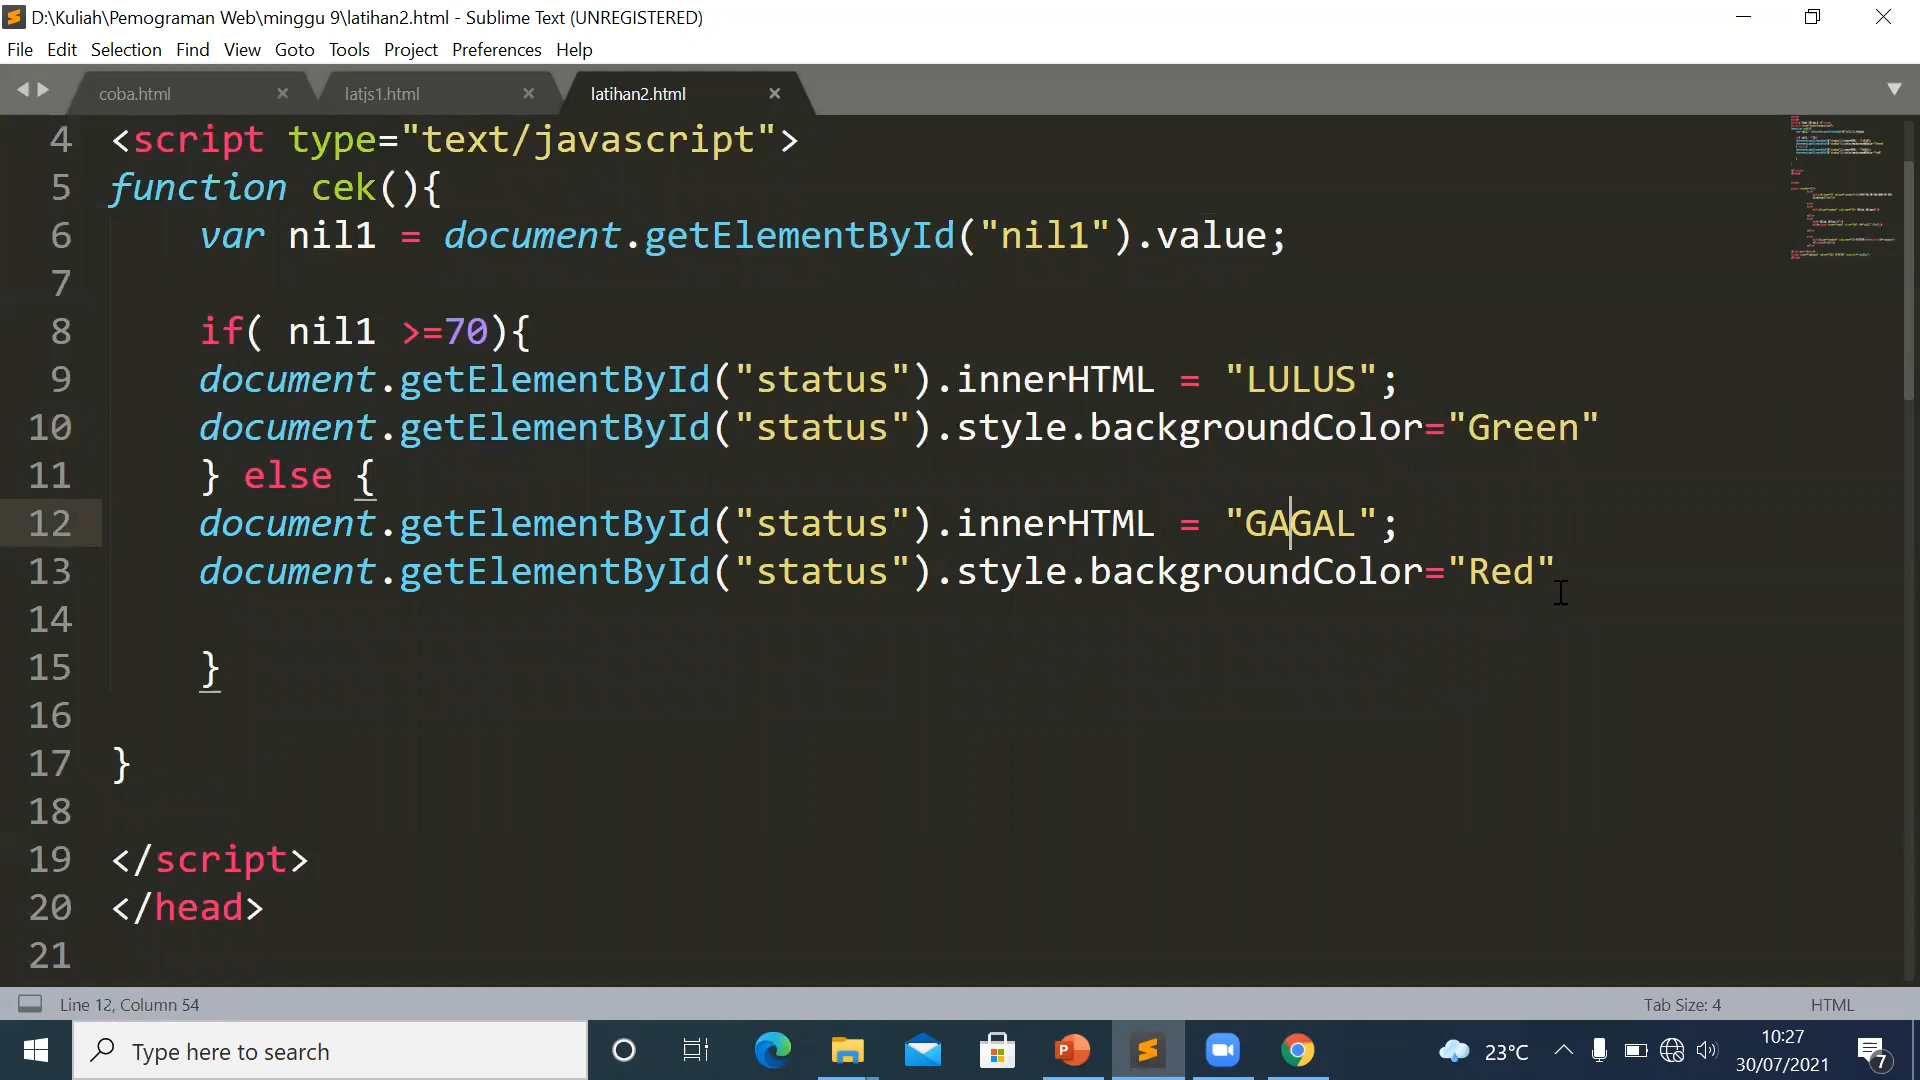 D:\Kuliah\Pemograman Web\minggu 9\latihan2.html - Sublime Text (UNREGISTERED)
File Edit Selection Find View Goto Tools Project Preferences Help
coba.html latjs1.html latihan2.html
4 <script type="text/javascript">
5 function cek(){
6 var nil1 = document.getElementById("nil1").value;
7
8 if( nil1 >=70){
9 document.getElementById("status").innerHTML = "LULUS";
10 document.getElementById("status").style.backgroundColor="Green"
11 } else {
12 document.getElementById("status").innerHTML = "GAGAL";
13 document.getElementById("status").style.backgroundColor="Red"
14
15 }
16
17 }
18
19 </script>
20 </head>
21
Line 12, Column 54 Tab Size: 4 HTML
Type here to search 23°C 10:27
30/07/2021 7